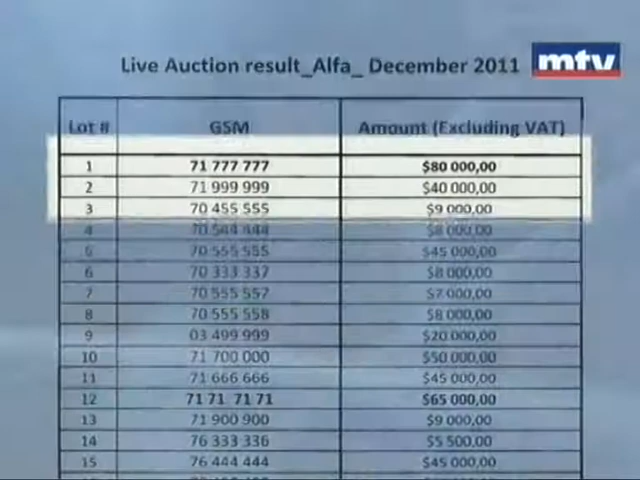 Live Auction result_Alfa_ December 2011
mtv
Lot # GSM Amount (Excluding VAT)
1 71 777 777 $80 000,00
2 71 999 999 $40 000,00
3 70 455 555 $9 000,00
4 70 544 444 $8 000,00
5 70 555 555 $45 000,00
6 70 333 337 $8 000,00
7 70 555 557 $7 000,00
8 70 555 558 $8 000,00
9 03 499 999 $20 000,00
10 71 700 000 $50 000,00
11 71 666 666 $45 000,00
12 71 71 71 71 $65 000,00
13 71 900 900 $9 000,00
14 76 333 336 $5 500,00
15 76 444 444 $45 000,00